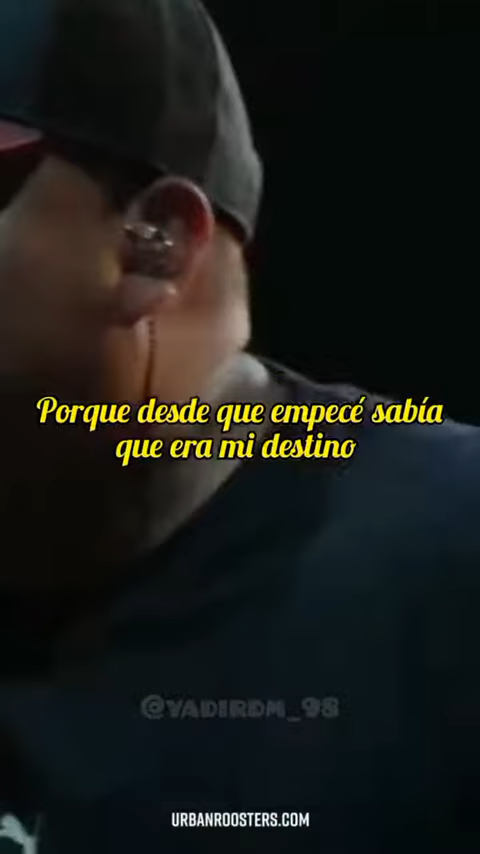 Porque desde que empecé sabía
que era mi destino
@YADIRDM_98
URBANROOSTERS.COM